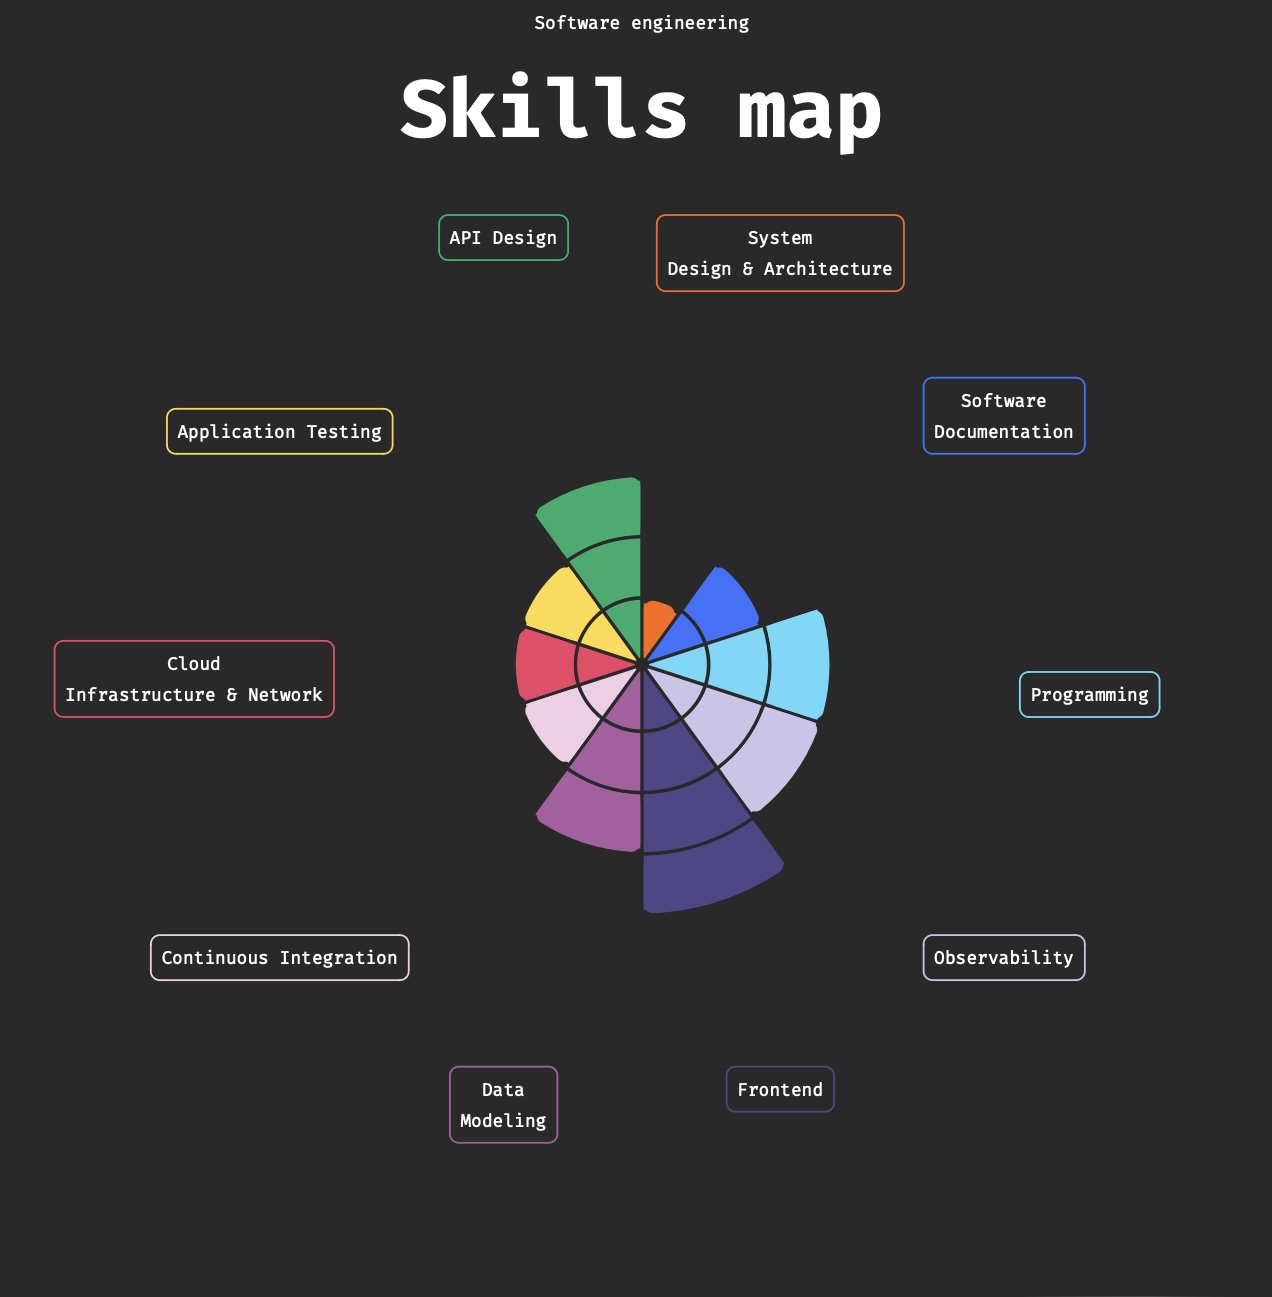 Software engineering
Skills map
API Design
System
Design & Architecture
Software
Documentation
Application Testing
Cloud
Infrastructure & Network
Programming
Continuous Integration
Observability
Data
Modeling
Frontend